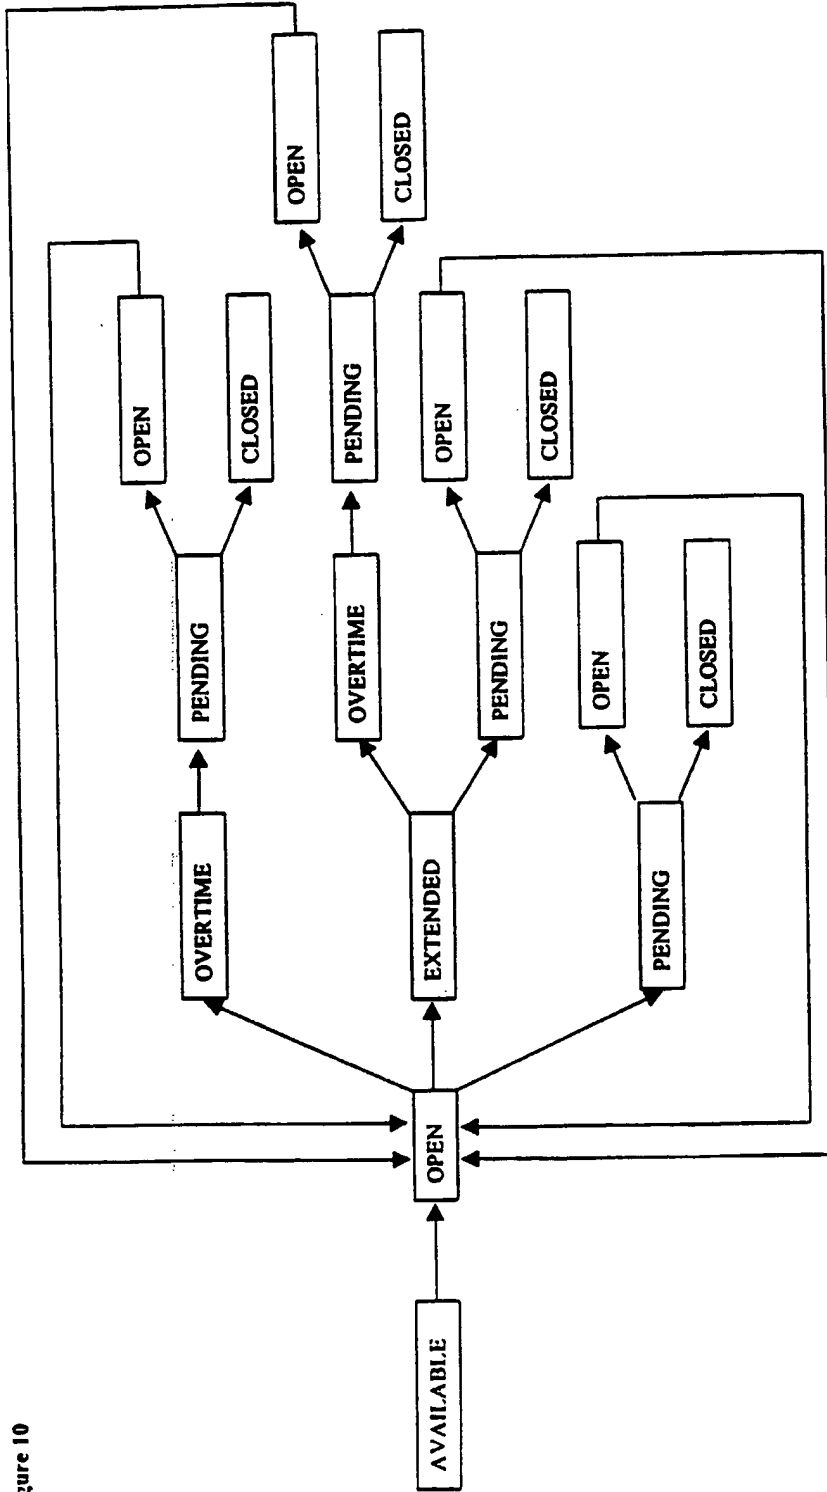 gure 10
AVAILABLE
OPEN
OVERTIME
EXTENDED
PENDING
PENDING
OVERTIME
PENDING
OPEN
CLOSED
OPEN
CLOSED
PENDING
OPEN
CLOSED
OPEN
CLOSED